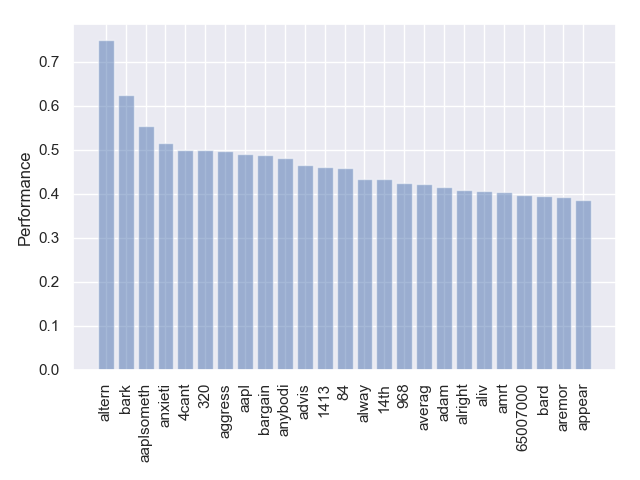 0.7
0.6
0.5
0.4
0.3
0.2
0.1
0.0
Performance
altern
bark
aaplsometh
anxieti
4cant
320
aggress
aapl
bargain
anybodi
advis
1413
84
alway
14th
968
averag
adam
alright
aliv
amrt
65007000
bard
aremor
appear